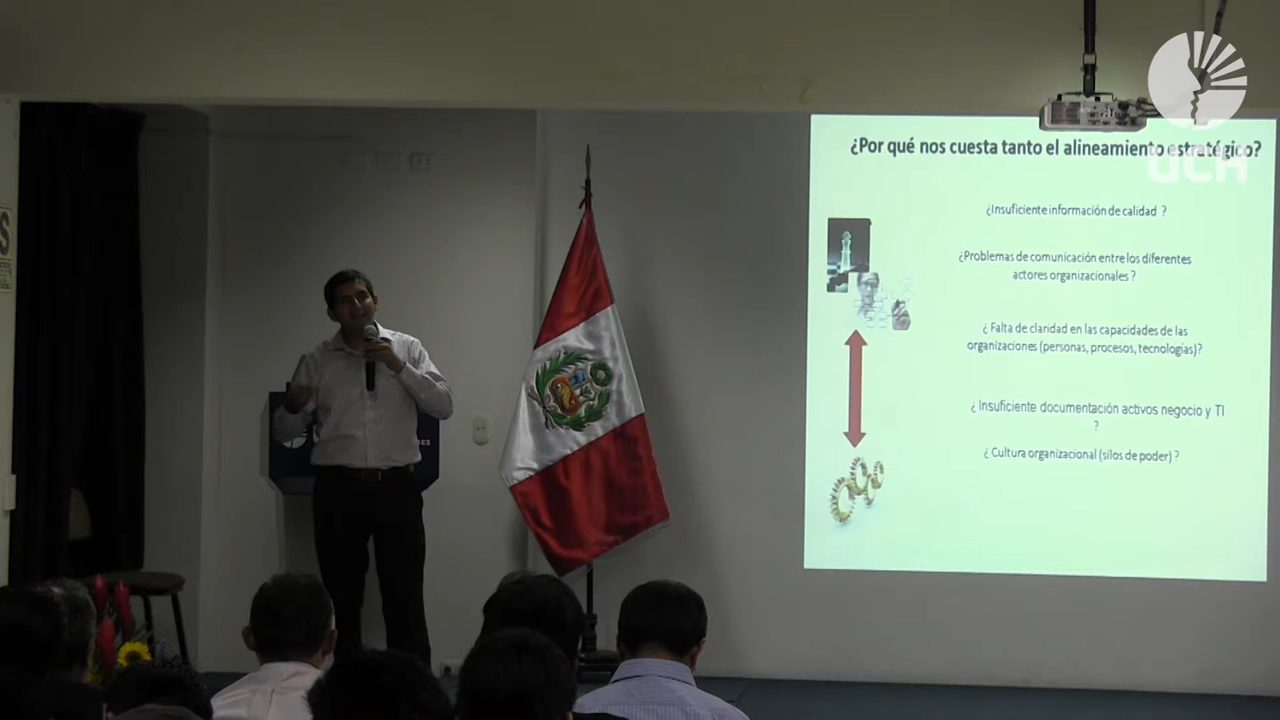 UCH
¿Por qué nos cuesta tanto el alineamiento estratégico?
¿Insuficiente información de calidad ?
¿Problemas de comunicación entre los diferentes
actores organizacionales ?
¿ Falta de claridad en las capacidades de las
organizaciones (personas, procesos, tecnologías)?
¿ Insuficiente documentación activos negocio y TI
?
¿ Cultura organizacional (silos de poder) ?
S